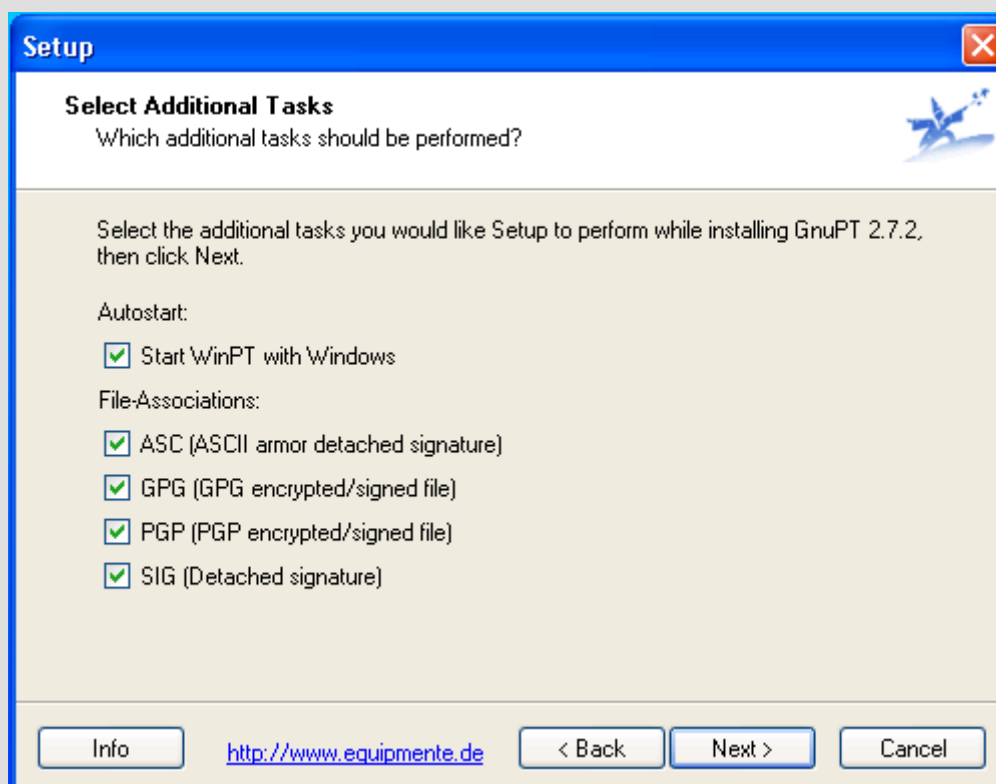 Setup
Select Additional Tasks
Which additional tasks should be performed?
Select the additional tasks you would like Setup to perform while installing GnuPT 2.7.2,
then click Next.
Autostart:
Start WinPT with Windows
File-Associations:
ASC (ASCII armor detached signature)
GPG (GPG encrypted/signed file)
PGP (PGP encrypted/signed file)
SIG (Detached signature)
Info
http://www.equipmente.de
< Back
Next >
Cancel